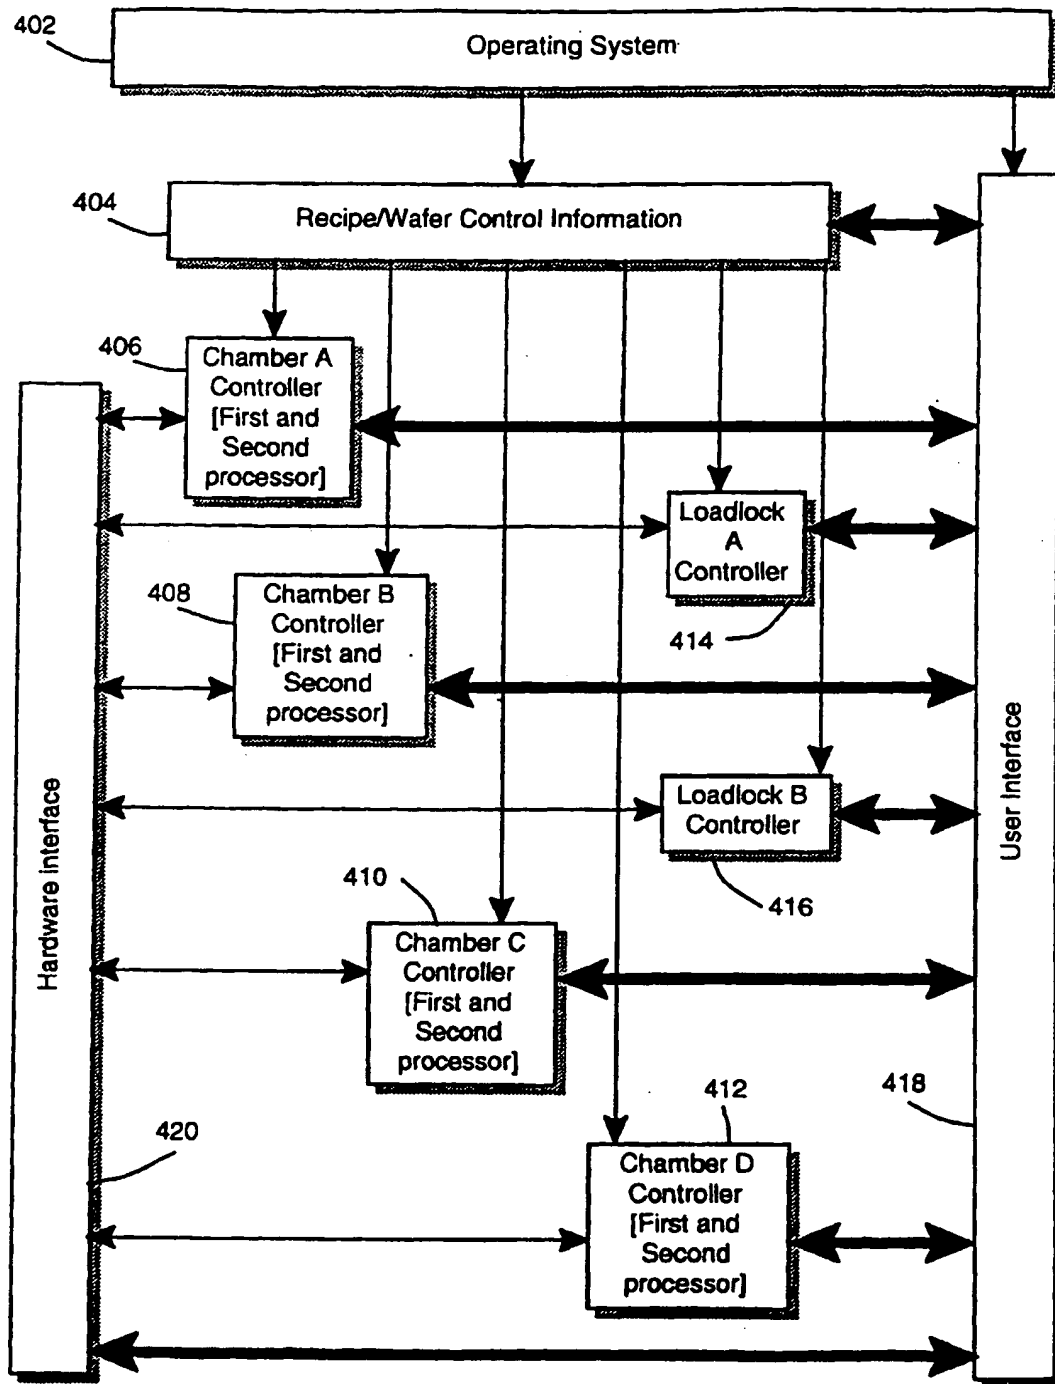 402
Operating System
404
Recipe/Wafer Control Information
406
Chamber A
Controller
[First and
Second
processor]
Loadlock
A
Controller
414
408
Chamber B
Controller
[First and
Second
processor]
Loadlock B
Controller
416
410
Chamber C
Controller
[First and
Second
processor]
412
Chamber D
Controller
[First and
Second
processor]
418
420
Hardware interface
User Interface